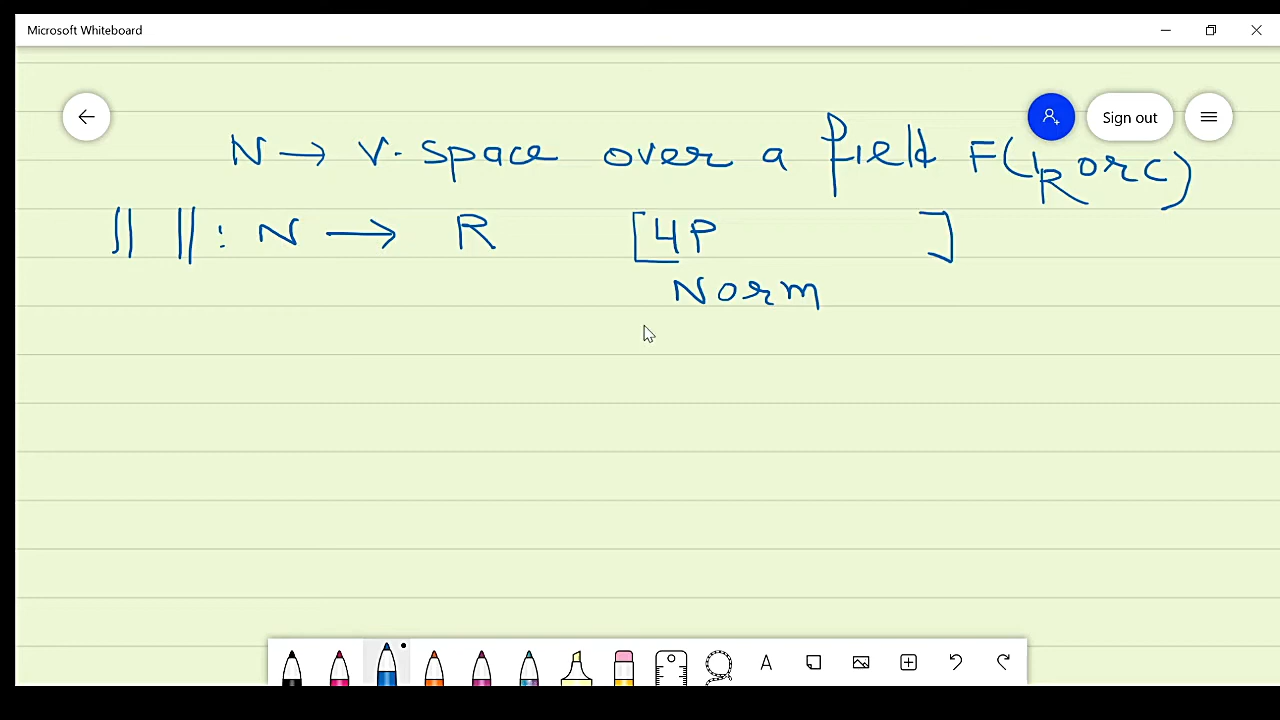 Microsoft Whiteboard
Sign out
N → V. space over a field F(R or C)
|| || : N → R [4P ]
Norm
A